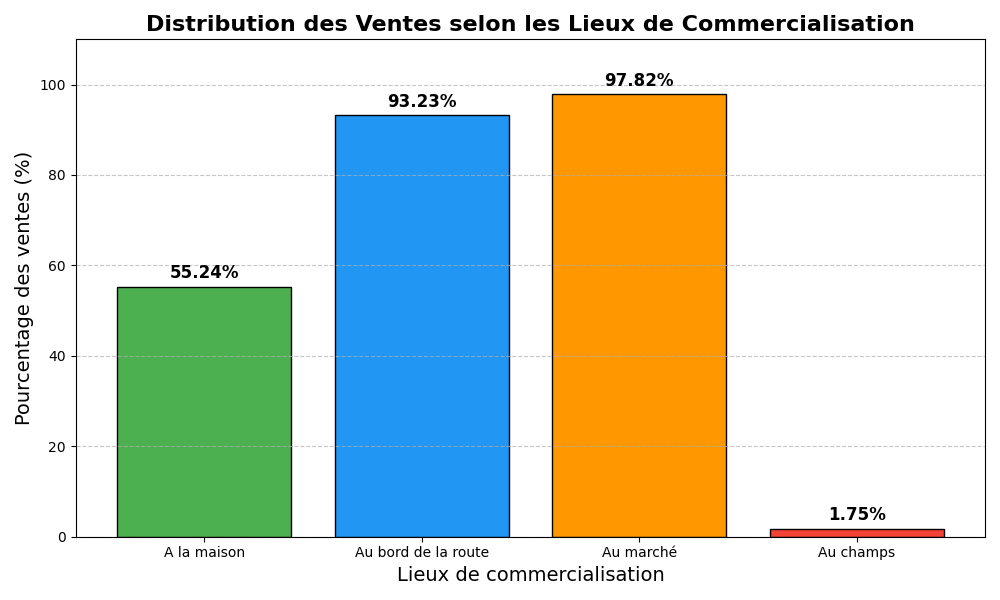 Distribution des Ventes selon les Lieux de Commercialisation
Pourcentage des ventes (%)
100
80
60
40
20
0
55.24%
93.23%
97.82%
1.75%
A la maison
Au bord de la route
Au marché
Au champs
Lieux de commercialisation